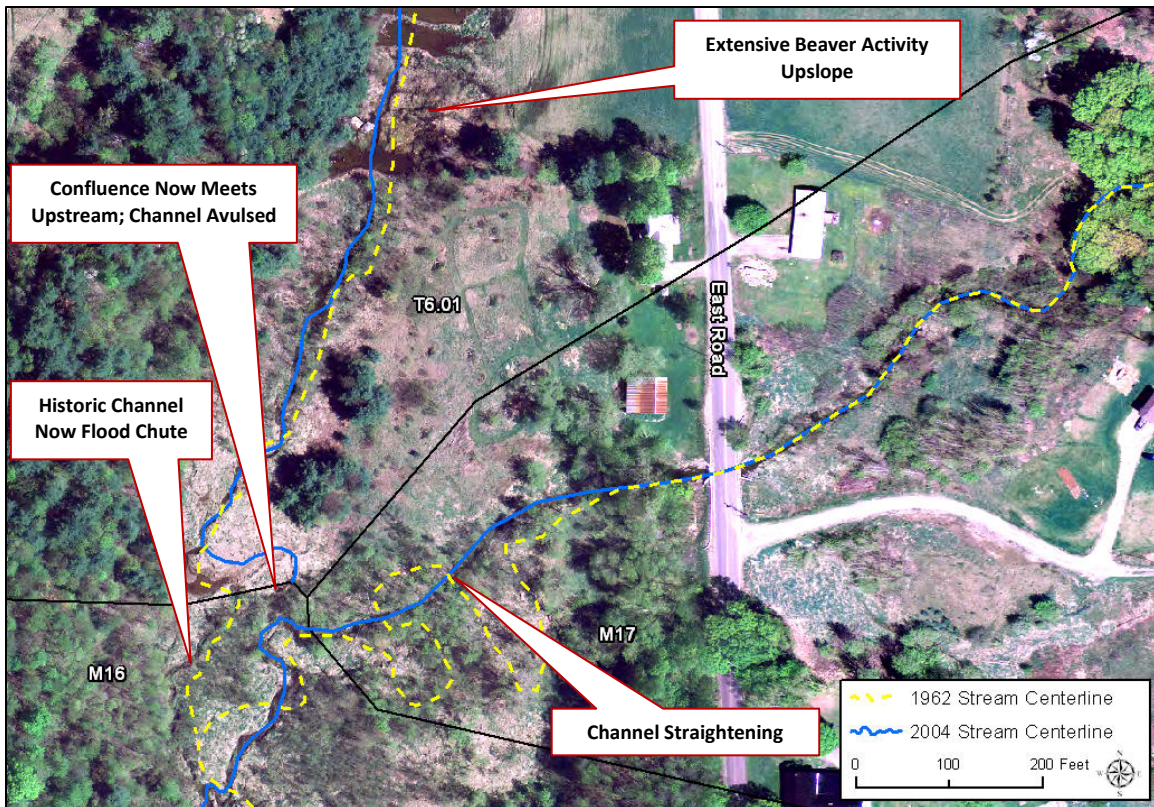 Extensive Beaver Activity
Upslope
Confluence Now Meets
Upstream; Channel Avulsed
T6.01
East Road
Historic Channel
Now Flood Chute
M17
M16
Channel Straightening
1962 Stream Centerline
2004 Stream Centerline
0 100 200 Feet
N
W E
S